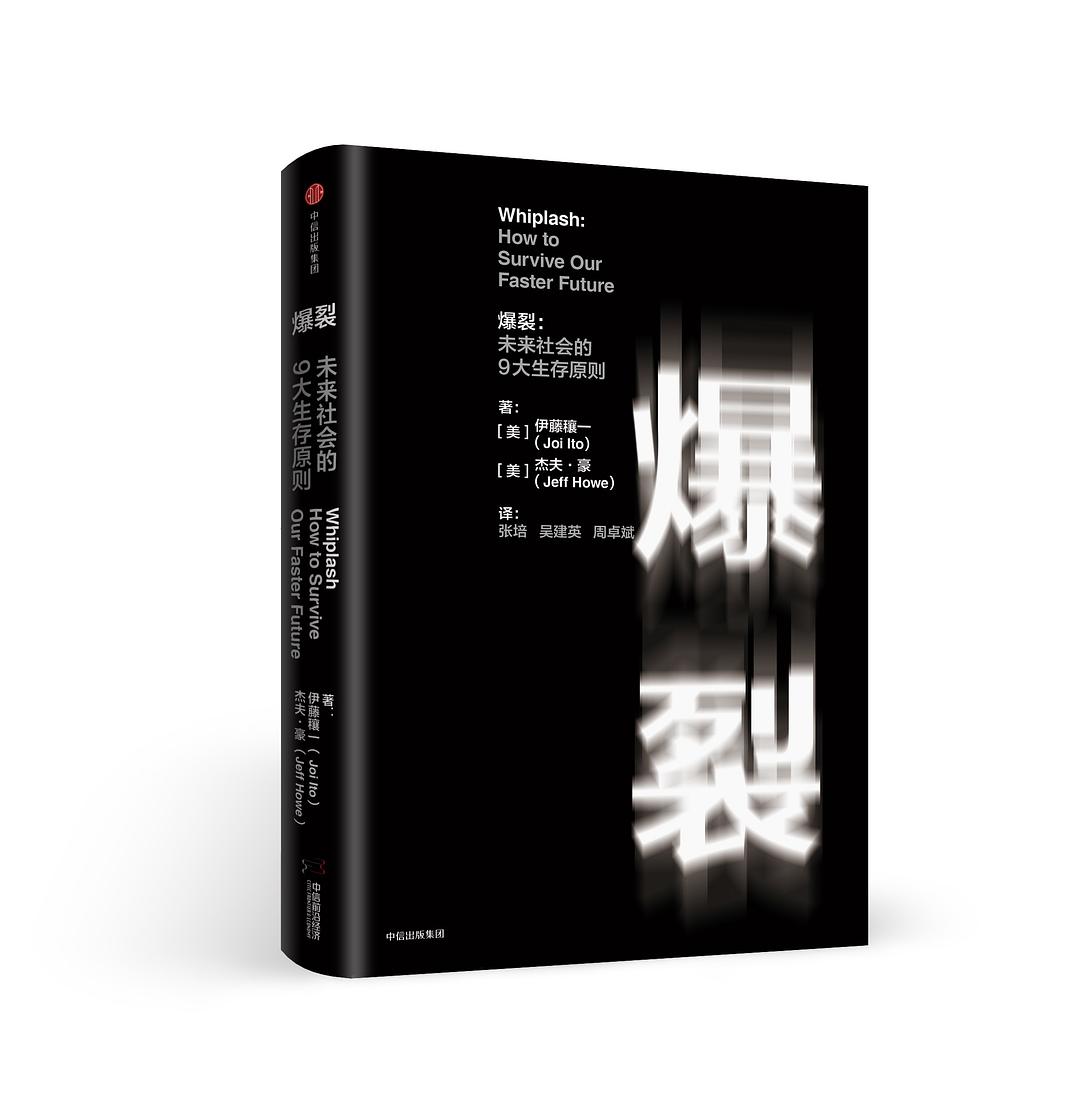 中信出版集团
爆裂
未来社会的
9大生存原则
Whiplash
How to Survive
Our Faster Future
著：
伊藤穰一（Joi Ito）
杰夫·豪（Jeff Howe）
中信前沿经济
Whiplash:
How to
Survive Our
Faster Future
爆裂：
未来社会的
9大生存原则
著：
[美] 伊藤穰一
（Joi Ito）
[美] 杰夫·豪
（Jeff Howe）
译：
张培 吴建英 周卓斌
爆
裂
中信出版集团